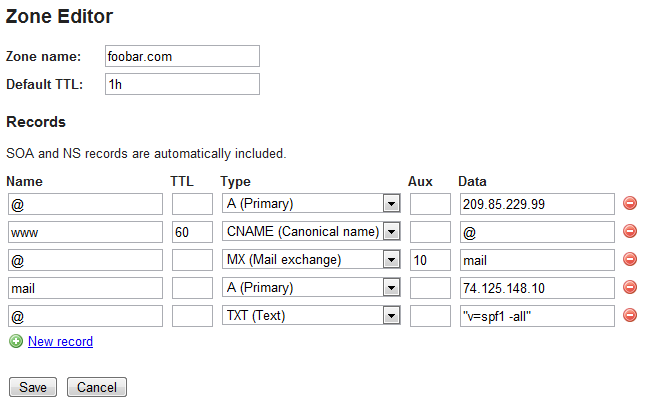 Zone Editor
Zone name: foobar.com
Default TTL: 1h
Records
SOA and NS records are automatically included.
Name TTL Type Aux Data
@ A (Primary) 209.85.229.99
www 60 CNAME (Canonical name) @
@ MX (Mail exchange) 10 mail
mail A (Primary) 74.125.148.10
@ TXT (Text) "v=spf1 -all"
New record
Save Cancel